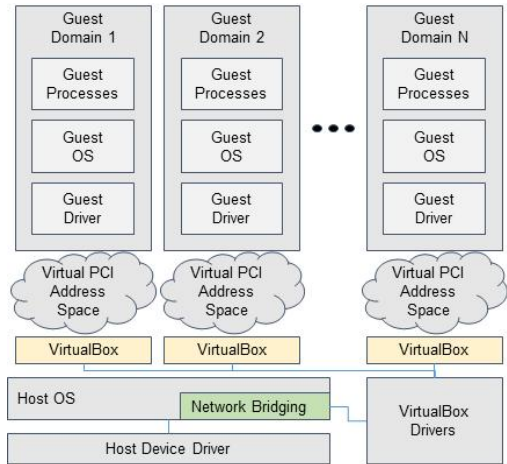 Guest
Domain 1
Guest
Processes
Guest
OS
Guest
Driver
Virtual PCI
Address
Space
VirtualBox
Guest
Domain 2
Guest
Processes
Guest
OS
Guest
Driver
Virtual PCI
Address
Space
VirtualBox
Guest
Domain N
Guest
Processes
Guest
OS
Guest
Driver
Virtual PCI
Address
Space
VirtualBox
Host OS
Network Bridging
Host Device Driver
VirtualBox
Drivers